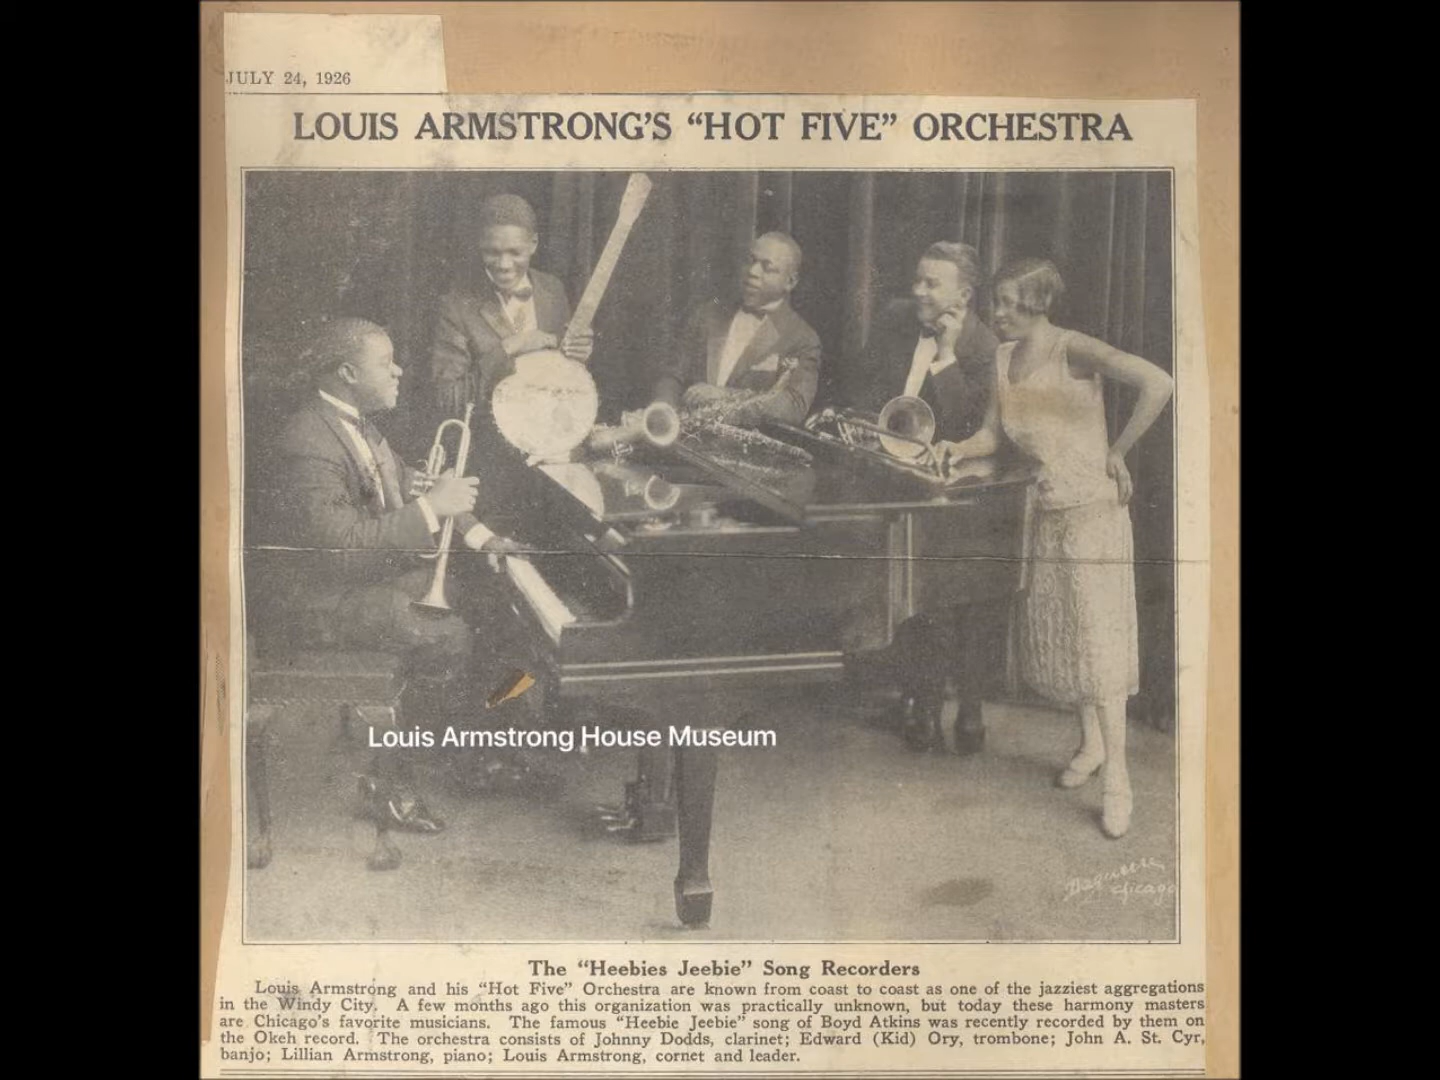 JULY 24, 1926
LOUIS ARMSTRONG'S “HOT FIVE” ORCHESTRA
Louis Armstrong House Museum
Chicago
The “Heebies Jeebie” Song Recorders
Louis Armstrong and his “Hot Five” Orchestra are known from coast to coast as one of the jazziest aggregations
in the Windy City. A few months ago this organization was practically unknown, but today these harmony masters
are Chicago's favorite musicians. The famous “Heebie Jeebie” song of Boyd Atkins was recently recorded by them on
the Okeh record. The orchestra consists of Johnny Dodds, clarinet; Edward (Kid) Ory, trombone; John A. St. Cyr,
banjo; Lillian Armstrong, piano; Louis Armstrong, cornet and leader.